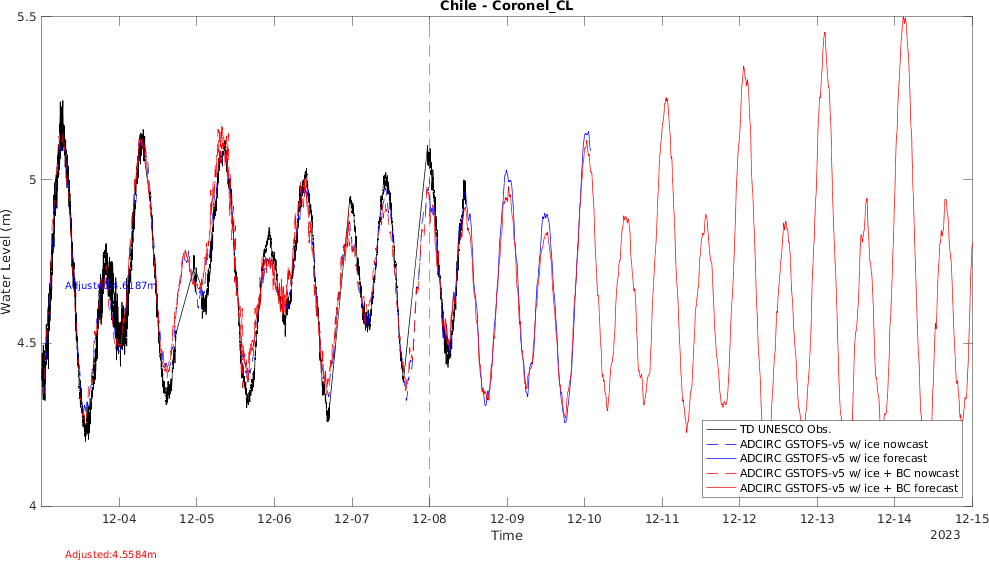 Chile - Coronel_CL
5.5
5
4.5
4
Water Level (m)
Adjusted:4.6187m
TD UNESCO Obs.
ADCIRC GSTOFS-v5 w/ ice nowcast
ADCIRC GSTOFS-v5 w/ ice forecast
ADCIRC GSTOFS-v5 w/ ice + BC nowcast
ADCIRC GSTOFS-v5 w/ ice + BC forecast
12-04 12-05 12-06 12-07 12-08 12-09 12-10 12-11 12-12 12-13 12-14 12-15
Time
2023
Adjusted:4.5584m